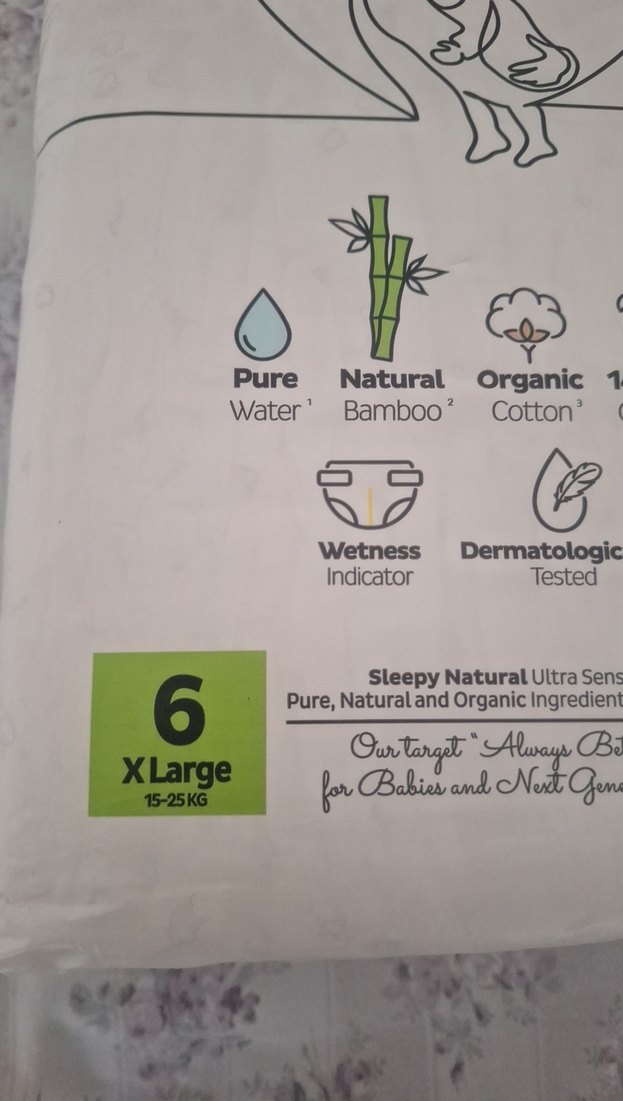 Pure Natural Organic
Water ¹ Bamboo ² Cotton ³
Wetness Dermatologic
Indicator Tested
6
X Large
15-25 KG
Sleepy Natural Ultra Sens
Pure, Natural and Organic Ingredient
Our target "Always Be
for Babies and Next Gene